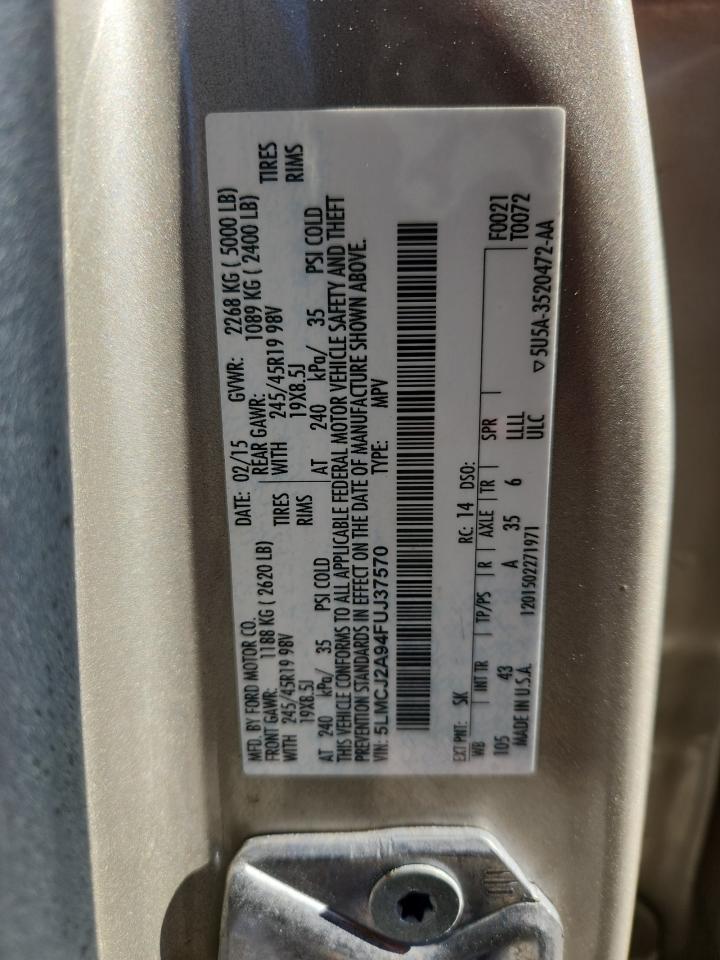 MFD. BY FORD MOTOR CO.
DATE: 02/15 GVWR: 2268 KG ( 5000 LB)
FRONT GAWR: 1188 KG ( 2620 LB) REAR GAWR: 1089 KG ( 2400 LB)
WITH 245/45R19 98V TIRES WITH 245/45R19 98V TIRES
19X8.5J RIMS 19X8.5J RIMS
AT 240 kPa/ 35 PSI COLD AT 240 kPa/ 35 PSI COLD
THIS VEHICLE CONFORMS TO ALL APPLICABLE FEDERAL MOTOR VEHICLE SAFETY AND THEFT
PREVENTION STANDARDS IN EFFECT ON THE DATE OF MANUFACTURE SHOWN ABOVE.
VIN: 5LMCJ2A94FUJ37570 TYPE: MPV
EXT PNT: SK RC: 14 DSO: F0021
WB INT TR TP/PS R AXLE TR SPR T0072
105 43 A 35 6 LLLL
MADE IN U.S.A. 1201502271971 ULC ▽5U5A-3520472-AA